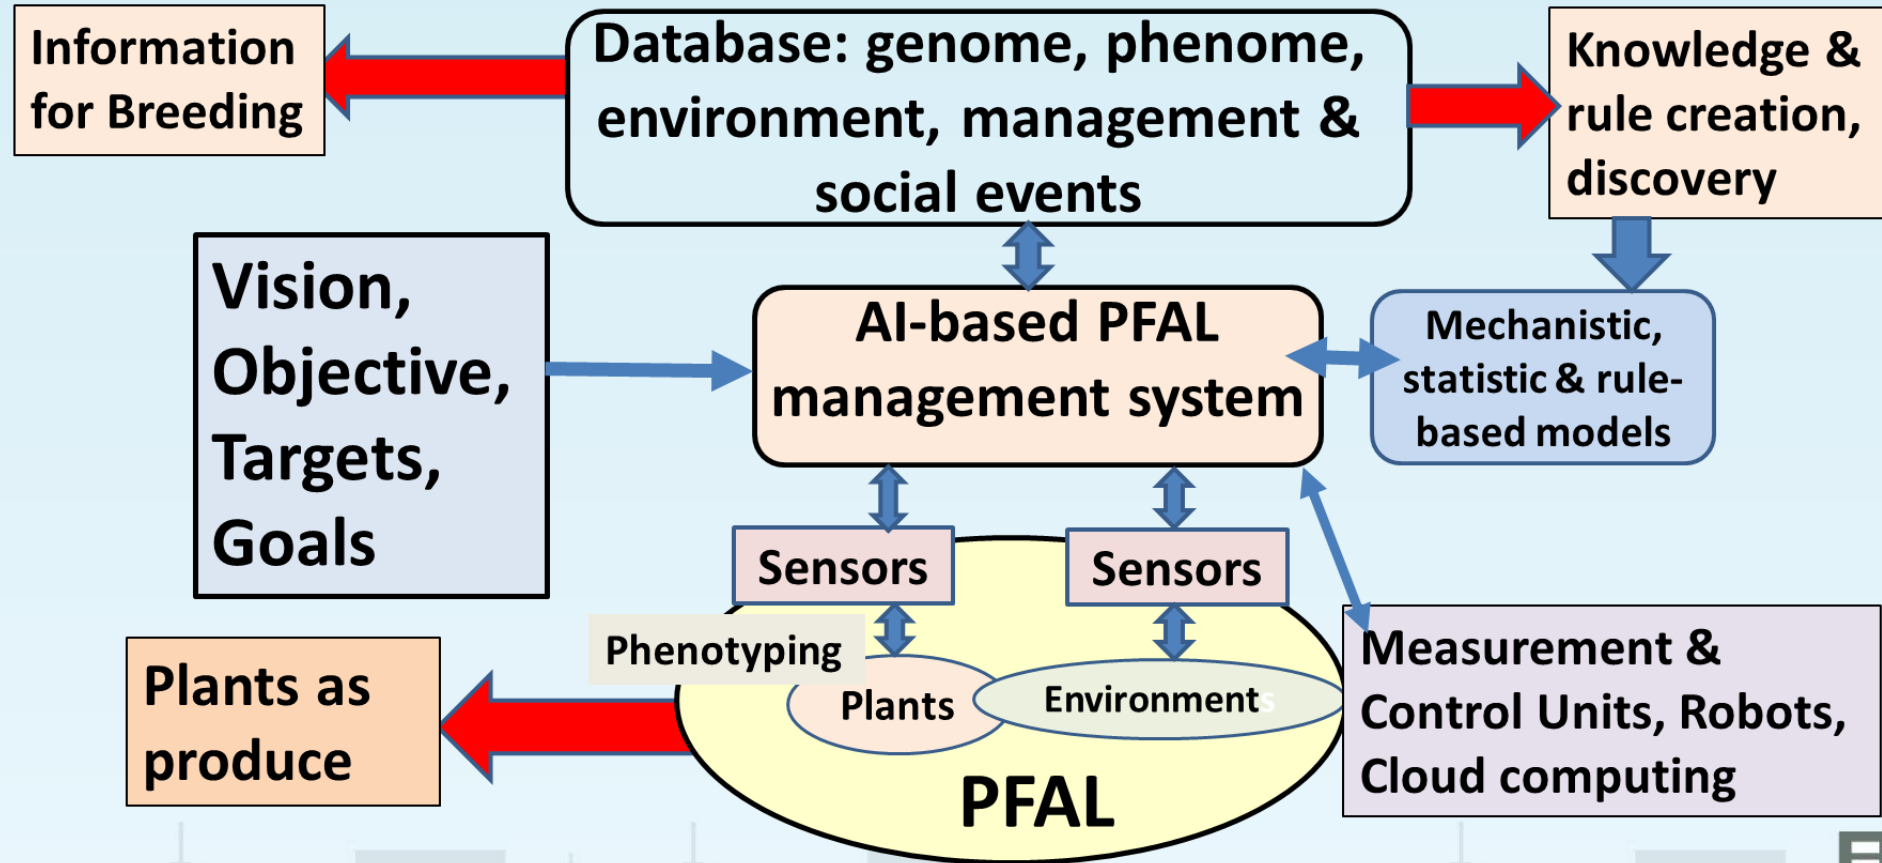 Information
for Breeding
Database: genome, phenome,
environment, management &
social events
Knowledge &
rule creation,
discovery
Vision,
Objective,
Targets,
Goals
AI-based PFAL
management system
Mechanistic,
statistic & rule-
based models
Sensors
Sensors
Phenotyping
Plants
Environments
Plants as
produce
PFAL
Measurement &
Control Units, Robots,
Cloud computing